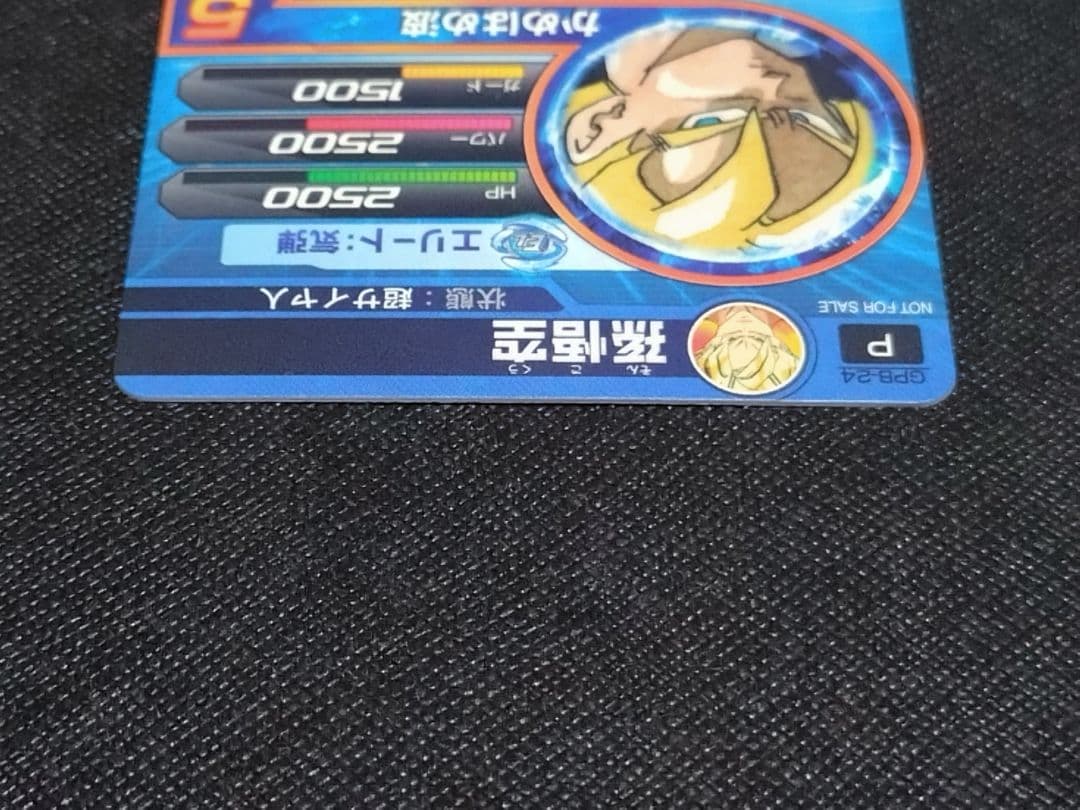 GPB-24
P
NOT FOR SALE
そん ご くう
孫悟空
状態：超サイヤ人
エリート：気弾
HP 2500
パワー 2500
ガード 1500
かめはめ波
5